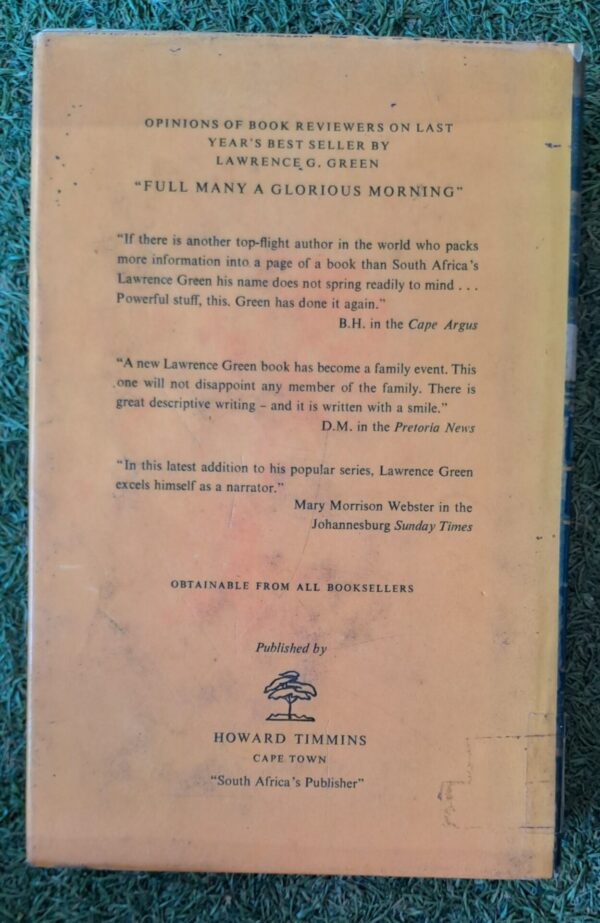 OPINIONS OF BOOK REVIEWERS ON LAST
YEAR'S BEST SELLER BY
LAWRENCE G. GREEN
"FULL MANY A GLORIOUS MORNING"
"If there is another top-flight author in the world who packs
more information into a page of a book than South Africa's
Lawrence Green his name does not spring readily to mind . . .
Powerful stuff, this. Green has done it again."
B.H. in the Cape Argus
"A new Lawrence Green book has become a family event. This
one will not disappoint any member of the family. There is
great descriptive writing – and it is written with a smile."
D.M. in the Pretoria News
"In this latest addition to his popular series, Lawrence Green
excels himself as a narrator."
Mary Morrison Webster in the
Johannesburg Sunday Times
OBTAINABLE FROM ALL BOOKSELLERS
Published by
HOWARD TIMMINS
CAPE TOWN
"South Africa's Publisher"